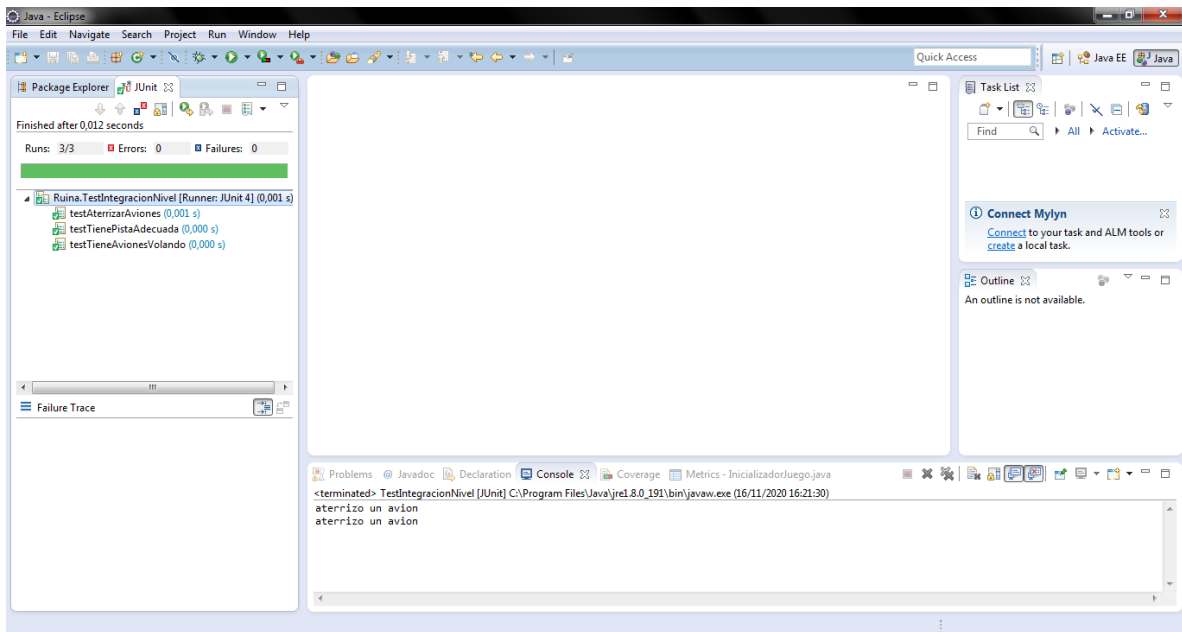 Java - Eclipse
File Edit Navigate Search Project Run Window Help
Quick Access
Java EE
Java
Package Explorer
JUnit
Finished after 0,012 seconds
Runs: 3/3 Errors: 0 Failures: 0
Ruina.TestIntegracionNivel [Runner: JUnit 4] (0,001 s)
testAterrizarAviones (0,001 s)
testTienePistaAdecuada (0,000 s)
testTieneAvionesVolando (0,000 s)
Failure Trace
Task List
Find
All
Activate...
Connect Mylyn
Connect to your task and ALM tools or
create a local task.
Outline
An outline is not available.
Problems @ Javadoc Declaration Console Coverage Metrics - InicializadorJuego.java
<terminated> TestIntegracionNivel [JUnit] C:\Program Files\Java\jre1.8.0_191\bin\javaw.exe (16/11/2020 16:21:30)
aterrizo un avion
aterrizo un avion